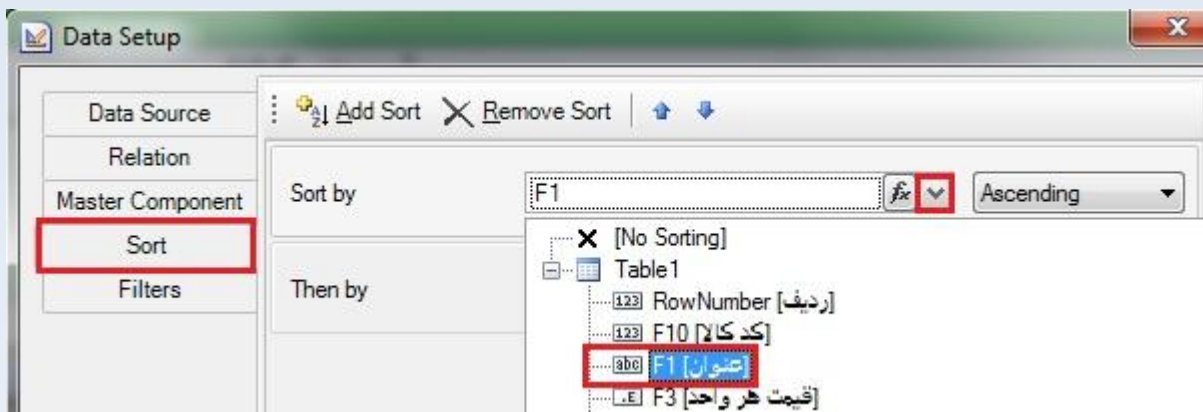 Data Setup
Data Source
Relation
Master Component
Sort
Filters
Add Sort Remove Sort
Sort by F1 Ascending
[No Sorting]
Table1
Then by
RowNumber [ردیف]
F10 [کد کالا]
F1 [عنوان]
F3 [قیمت هر واحد]